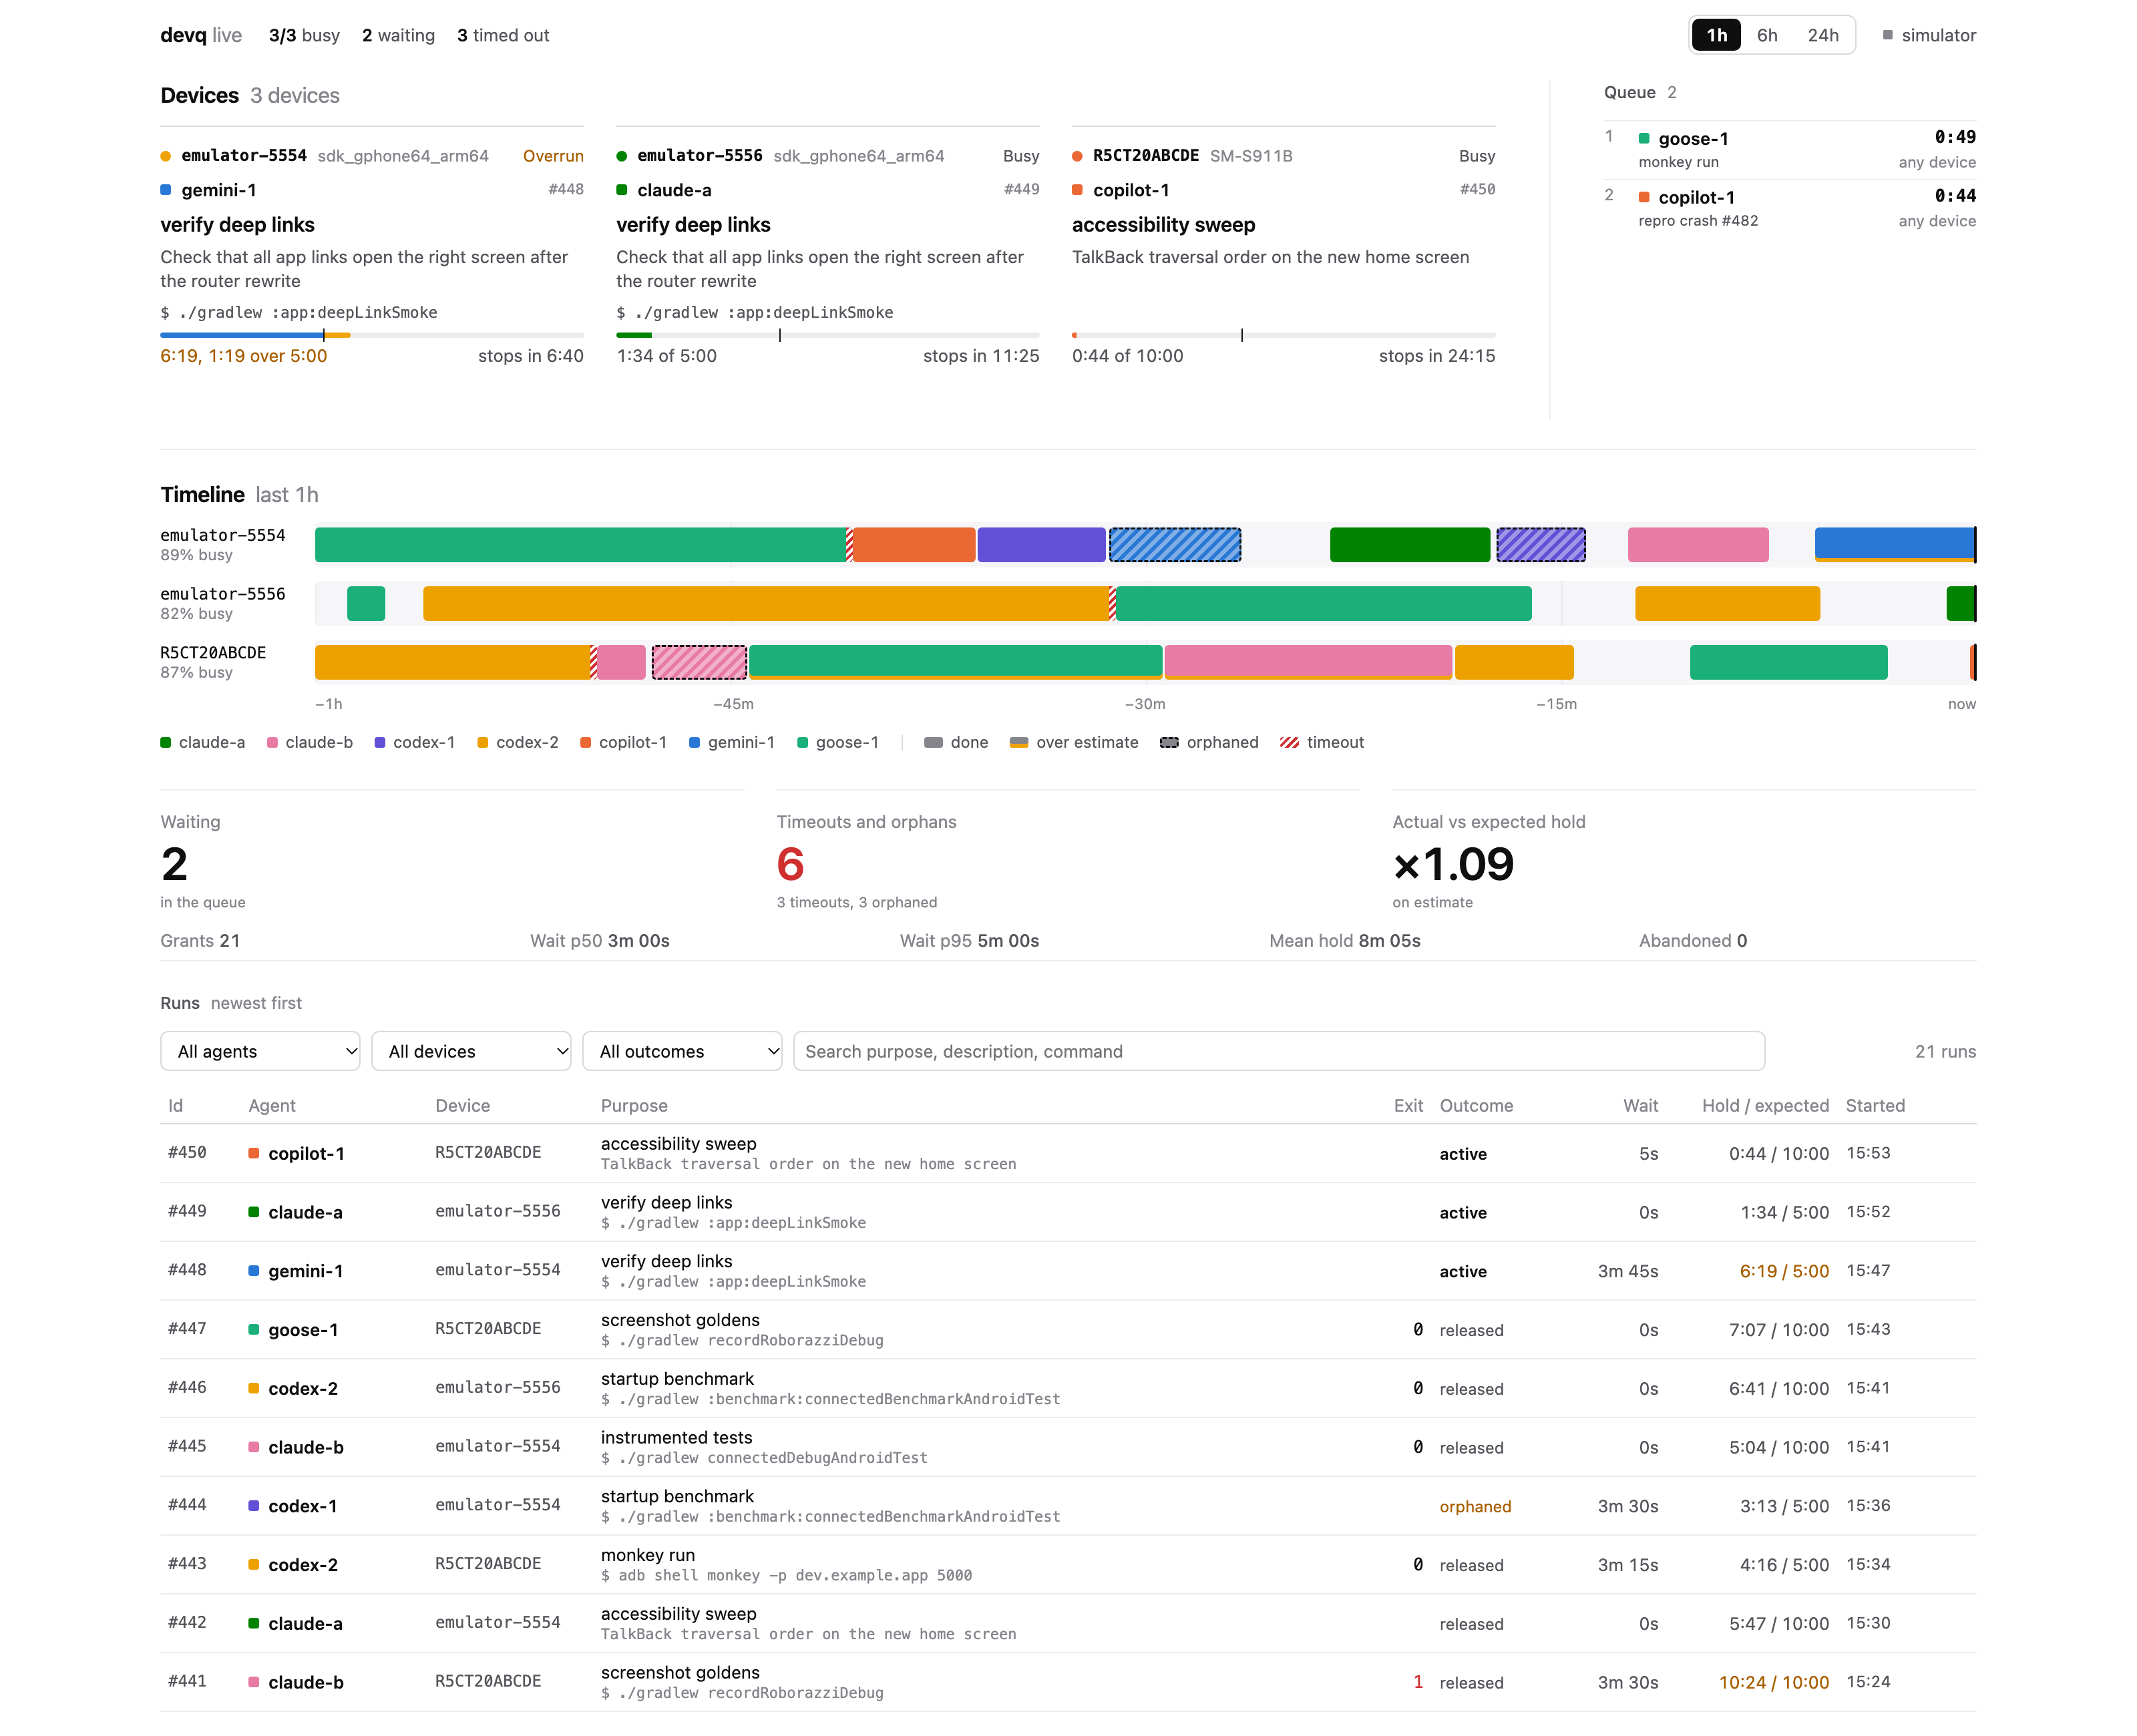 devq live 3/3 busy 2 waiting 3 timed out
1h 6h 24h simulator
Devices 3 devices
emulator-5554 sdk_gphone64_arm64 Overrun
gemini-1 #448
verify deep links
Check that all app links open the right screen after
the router rewrite
$ ./gradlew :app:deepLinkSmoke
6:19, 1:19 over 5:00 stops in 6:40
emulator-5556 sdk_gphone64_arm64 Busy
claude-a #449
verify deep links
Check that all app links open the right screen after
the router rewrite
$ ./gradlew :app:deepLinkSmoke
1:34 of 5:00 stops in 11:25
R5CT20ABCDE SM-S911B Busy
copilot-1 #450
accessibility sweep
TalkBack traversal order on the new home screen
0:44 of 10:00 stops in 24:15
Queue 2
1 goose-1 0:49
monkey run any device
2 copilot-1 0:44
repro crash #482 any device
Timeline last 1h
emulator-5554
89% busy
emulator-5556
82% busy
R5CT20ABCDE
87% busy
−1h −45m −30m −15m now
claude-a claude-b codex-1 codex-2 copilot-1 gemini-1 goose-1 done over estimate orphaned timeout
Waiting
2
in the queue
Timeouts and orphans
6
3 timeouts, 3 orphaned
Actual vs expected hold
×1.09
on estimate
Grants 21 Wait p50 3m 00s Wait p95 5m 00s Mean hold 8m 05s Abandoned 0
Runs newest first
All agents All devices All outcomes Search purpose, description, command 21 runs
Id Agent Device Purpose Exit Outcome Wait Hold / expected Started
#450 copilot-1 R5CT20ABCDE accessibility sweep active 5s 0:44 / 10:00 15:53
TalkBack traversal order on the new home screen
#449 claude-a emulator-5556 verify deep links active 0s 1:34 / 5:00 15:52
$ ./gradlew :app:deepLinkSmoke
#448 gemini-1 emulator-5554 verify deep links active 3m 45s 6:19 / 5:00 15:47
$ ./gradlew :app:deepLinkSmoke
#447 goose-1 R5CT20ABCDE screenshot goldens 0 released 0s 7:07 / 10:00 15:43
$ ./gradlew recordRoborazziDebug
#446 codex-2 emulator-5556 startup benchmark 0 released 0s 6:41 / 10:00 15:41
$ ./gradlew :benchmark:connectedBenchmarkAndroidTest
#445 claude-b emulator-5554 instrumented tests 0 released 0s 5:04 / 10:00 15:41
$ ./gradlew connectedDebugAndroidTest
#444 codex-1 emulator-5554 startup benchmark orphaned 3m 30s 3:13 / 5:00 15:36
$ ./gradlew :benchmark:connectedBenchmarkAndroidTest
#443 codex-2 R5CT20ABCDE monkey run 0 released 3m 15s 4:16 / 5:00 15:34
$ adb shell monkey -p dev.example.app 5000
#442 claude-a emulator-5554 accessibility sweep released 0s 5:47 / 10:00 15:30
TalkBack traversal order on the new home screen
#441 claude-b R5CT20ABCDE screenshot goldens 1 released 3m 30s 10:24 / 10:00 15:24
$ ./gradlew recordRoborazziDebug